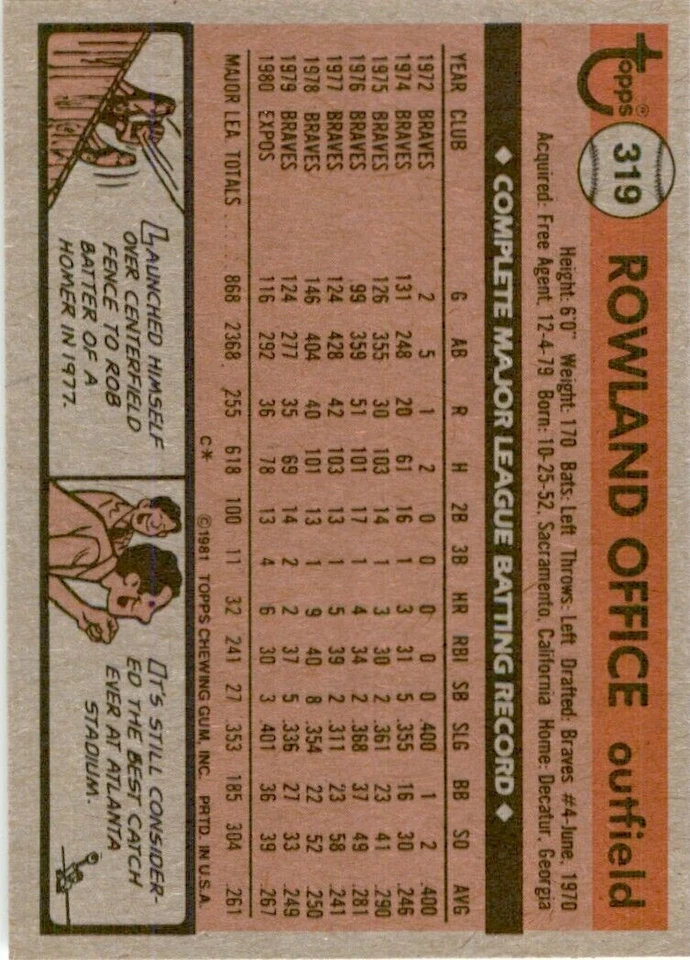 Topps®
319
ROWLAND OFFICE outfield
Height: 6'0" Weight: 170 Bats: Left Throws: Left Drafted: Braves #4-June, 1970
Acquired: Free Agent, 12-4-79 Born: 10-25-52, Sacramento, California Home: Decatur, Georgia
◆ COMPLETE MAJOR LEAGUE BATTING RECORD ◆
YEAR CLUB G AB R H 2B 3B HR RBI SB SLG BB SO AVG
1972 BRAVES 2 5 1 2 0 0 0 0 0 .400 1 2 .400
1974 BRAVES 131 248 20 61 16 1 3 31 5 .355 16 30 .246
1975 BRAVES 126 355 30 103 14 1 3 30 2 .361 23 41 .290
1976 BRAVES 99 359 51 101 17 1 4 34 2 .368 37 49 .281
1977 BRAVES 124 428 42 103 13 1 5 39 2 .311 23 58 .241
1978 BRAVES 146 404 40 101 13 1 9 40 8 .354 22 52 .250
1979 BRAVES 124 277 35 69 14 2 2 37 5 .336 27 33 .249
1980 EXPOS 116 292 36 78 13 4 6 30 3 .401 36 39 .267
MAJOR LEA. TOTALS .... 868 2368 255 618 100 11 32 241 27 .353 185 304 .261
C* ©1981 TOPPS CHEWING GUM, INC. PRTD. IN U.S.A.
LAUNCHED HIMSELF
OVER CENTERFIELD
FENCE TO ROB
BATTER OF A
HOMER IN 1977.
IT'S STILL CONSIDER-
ED THE BEST CATCH
EVER AT ATLANTA
STADIUM.